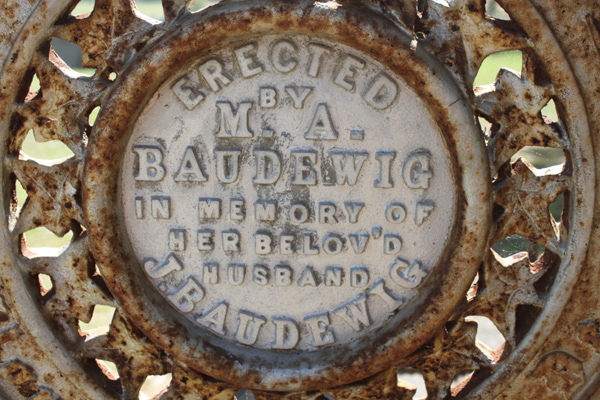 ERECTED
BY
M. A.
BAUDEWIG
IN MEMORY OF
HER BELOV'D
HUSBAND
J. BAUDEWIG